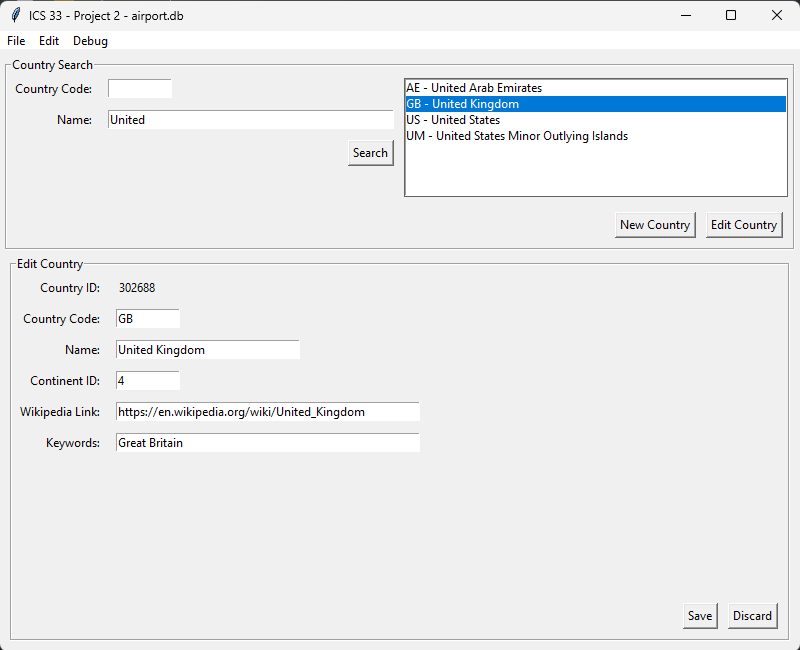 ICS 33 - Project 2 - airport.db
File Edit Debug
Country Search
Country Code:
Name: United
Search
AE - United Arab Emirates
GB - United Kingdom
US - United States
UM - United States Minor Outlying Islands
New Country Edit Country
Edit Country
Country ID: 302688
Country Code: GB
Name: United Kingdom
Continent ID: 4
Wikipedia Link: https://en.wikipedia.org/wiki/United_Kingdom
Keywords: Great Britain
Save Discard